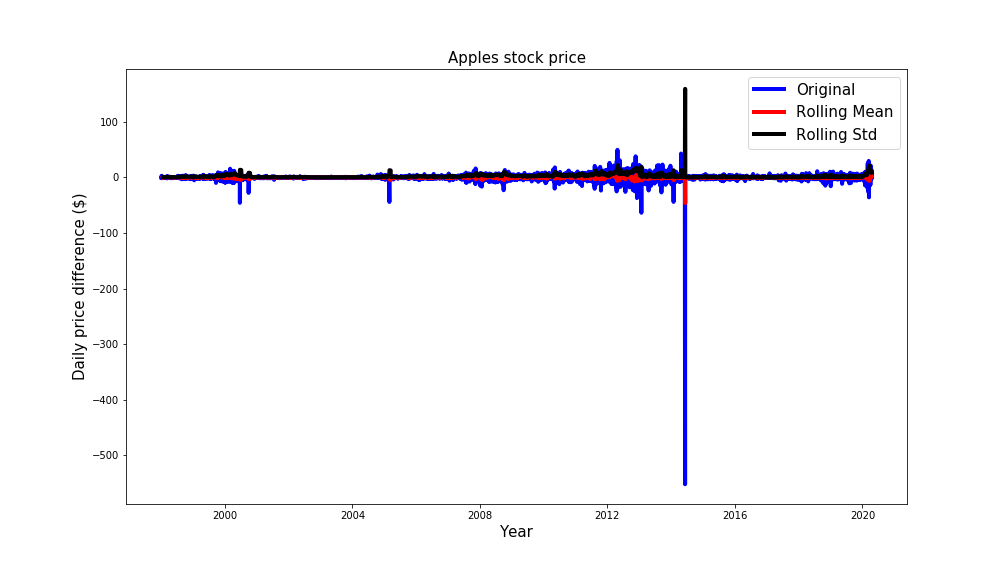 Apples stock price
Original
Rolling Mean
Rolling Std
Daily price difference ($)
100
0
−100
−200
−300
−400
−500
2000 2004 2008 2012 2016 2020
Year